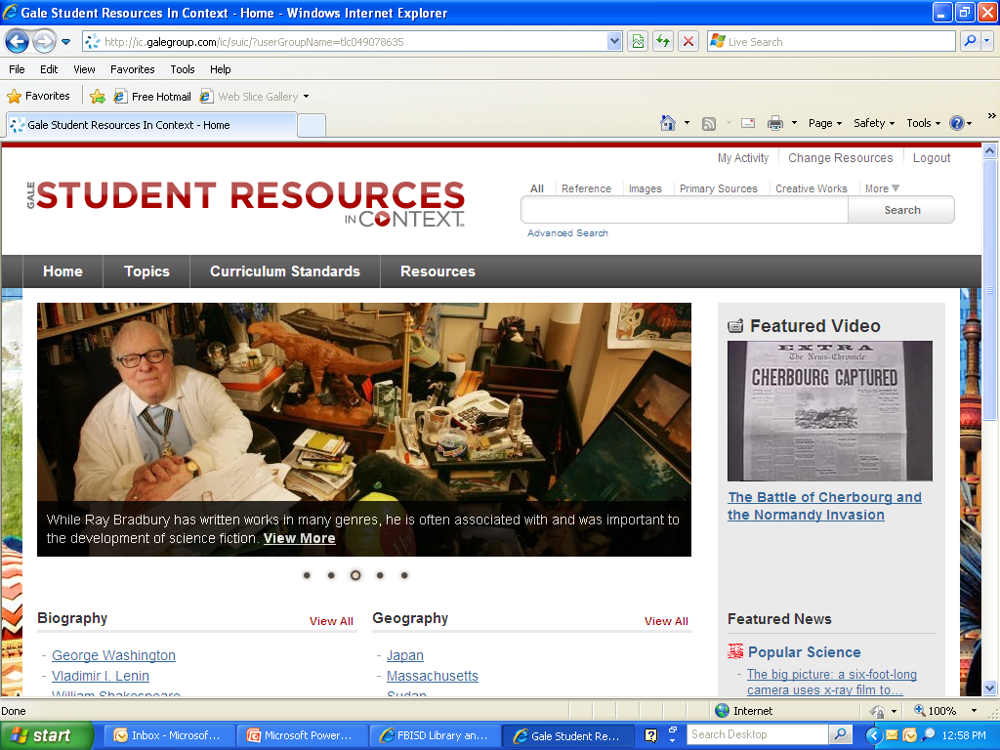 Gale Student Resources In Context - Home - Windows Internet Explorer
http://ic.galegroup.com/ic/suic/?userGroupName=tlc049078635
Live Search
File Edit View Favorites Tools Help
Favorites Free Hotmail Web Slice Gallery
Gale Student Resources In Context - Home
Page Safety Tools
My Activity Change Resources Logout
GALE STUDENT RESOURCES
IN CONTEXT
All Reference Images Primary Sources Creative Works More
Search
Advanced Search
Home Topics Curriculum Standards Resources
While Ray Bradbury has written works in many genres, he is often associated with and was important to
the development of science fiction. View More
Featured Video
EXTRA
The News-Chronicle
CHERBOURG CAPTURED
The Battle of Cherbourg and
the Normandy Invasion
Biography View All
- George Washington
- Vladimir I. Lenin
William Shakespeare
Geography View All
- Japan
- Massachusetts
Sudan
Featured News
Popular Science
- The big picture: a six-foot-long
camera uses x-ray film to...
Done Internet 100%
start Inbox - Microsof... Microsoft Power... FBISD Library an... Gale Student Re... Search Desktop 12:58 PM